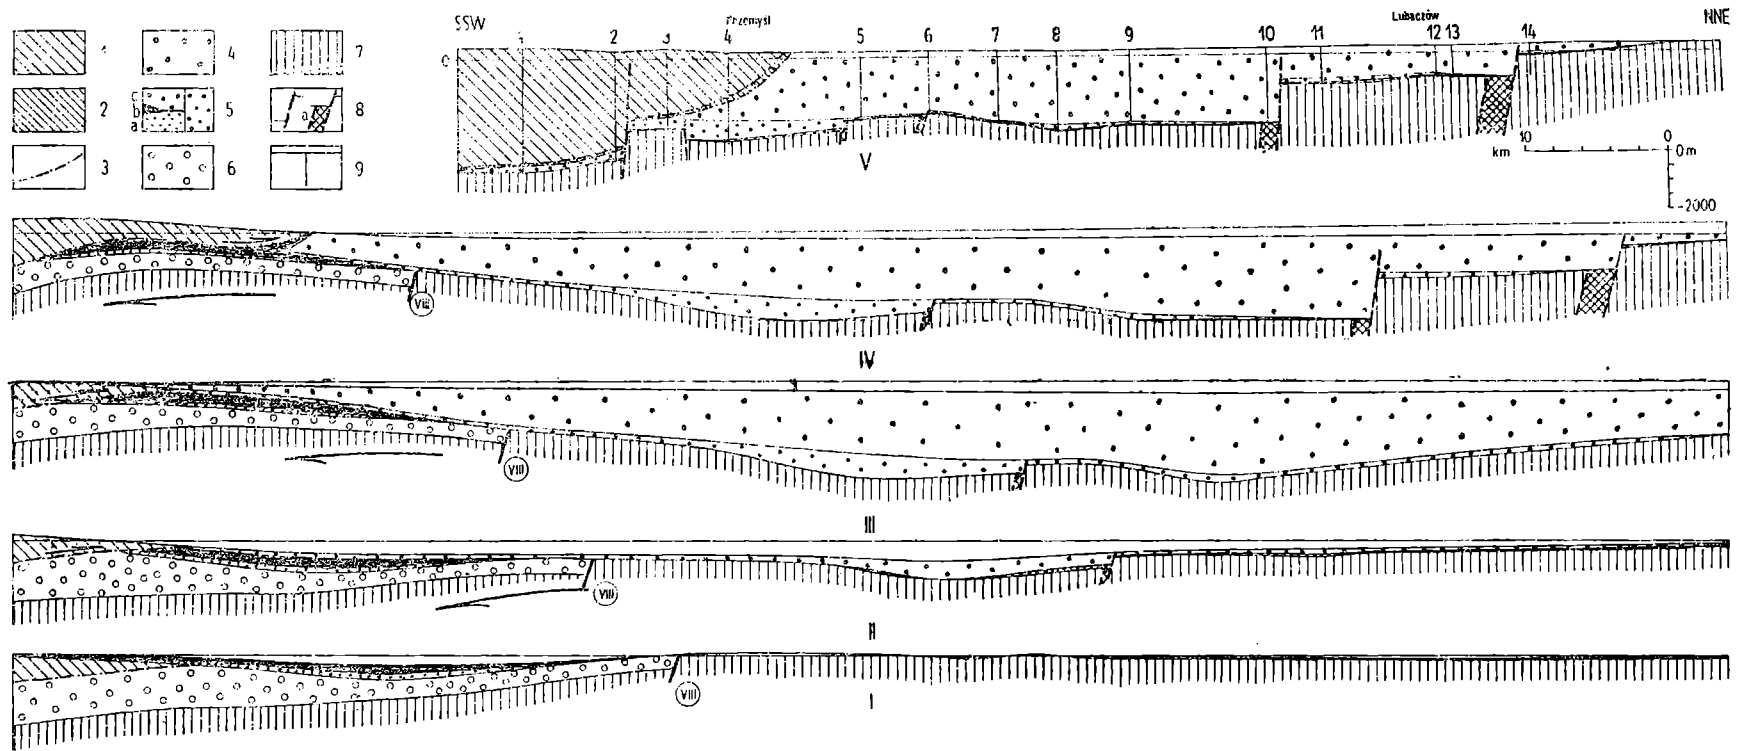 SSW Przemyśl Lubaczów NNE
1 2 3 4 5 6 7 8 9 10 11 12 13 14
0
1 4 7
2 c b a 5 a 8
3 6 9
V
10 0
km 0m
-2000
VIII
IV
VIII
III
VIII
II
VIII
I